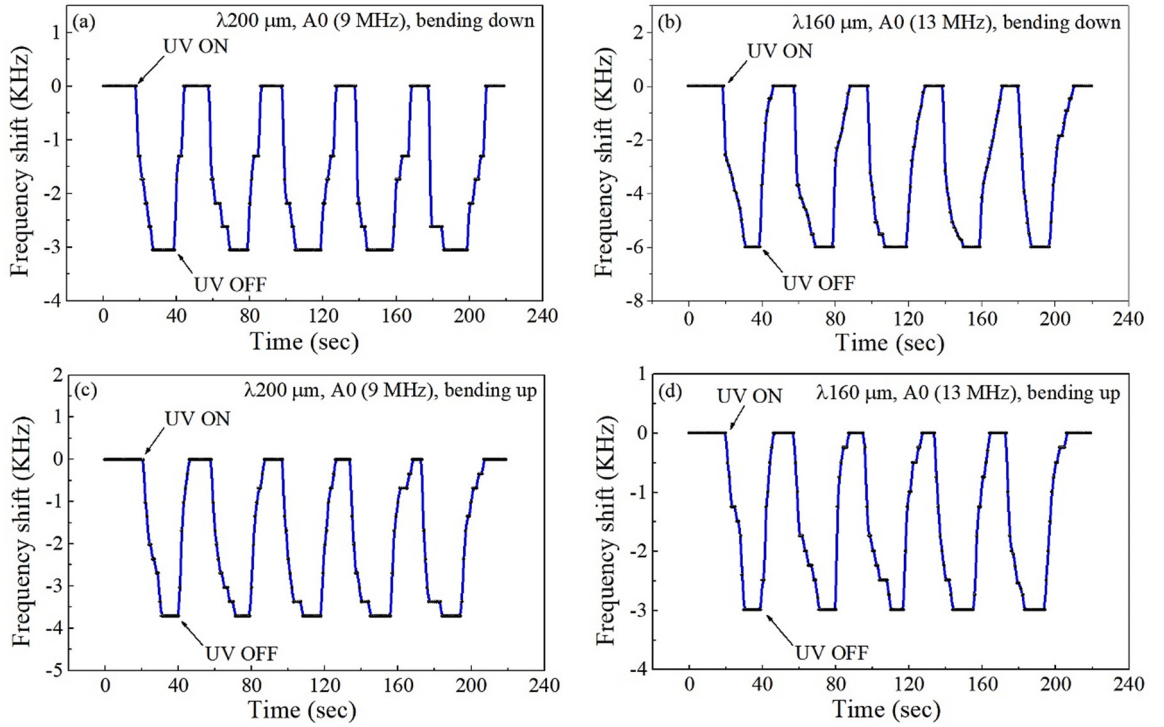 (a)
λ200 μm, A0 (9 MHz), bending down
UV ON
UV OFF
Frequency shift (KHz)
1
0
-1
-2
-3
-4
0 40 80 120 160 200 240
Time (sec)
(b)
λ160 μm, A0 (13 MHz), bending down
UV ON
UV OFF
Frequency shift (KHz)
2
0
-2
-4
-6
-8
0 40 80 120 160 200 240
Time (sec)
(c)
λ200 μm, A0 (9 MHz), bending up
UV ON
UV OFF
Frequency shift (KHz)
2
1
0
-1
-2
-3
-4
-5
0 40 80 120 160 200 240
Time (sec)
(d)
λ160 μm, A0 (13 MHz), bending up
UV ON
UV OFF
Frequency shift (KHz)
1
0
-1
-2
-3
-4
0 40 80 120 160 200 240
Time (sec)